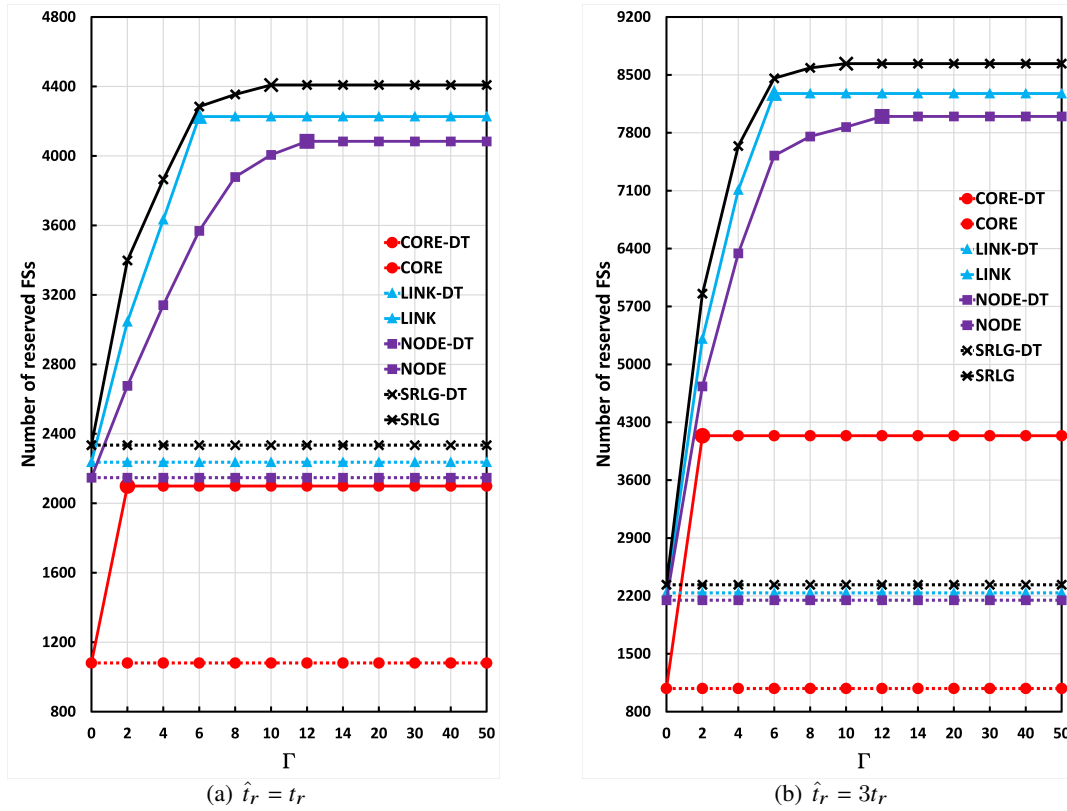 4800
4400
4000
3600
3200
2800
2400
2000
1600
1200
800
Number of reserved FSs
CORE-DT
CORE
LINK-DT
LINK
NODE-DT
NODE
SRLG-DT
SRLG
0 2 4 6 8 10 12 14 20 30 40 50
Γ
(a) t̂_r = t_r
9200
8500
7800
7100
6400
5700
5000
4300
3600
2900
2200
1500
800
Number of reserved FSs
CORE-DT
CORE
LINK-DT
LINK
NODE-DT
NODE
SRLG-DT
SRLG
0 2 4 6 8 10 12 14 20 30 40 50
Γ
(b) t̂_r = 3t_r